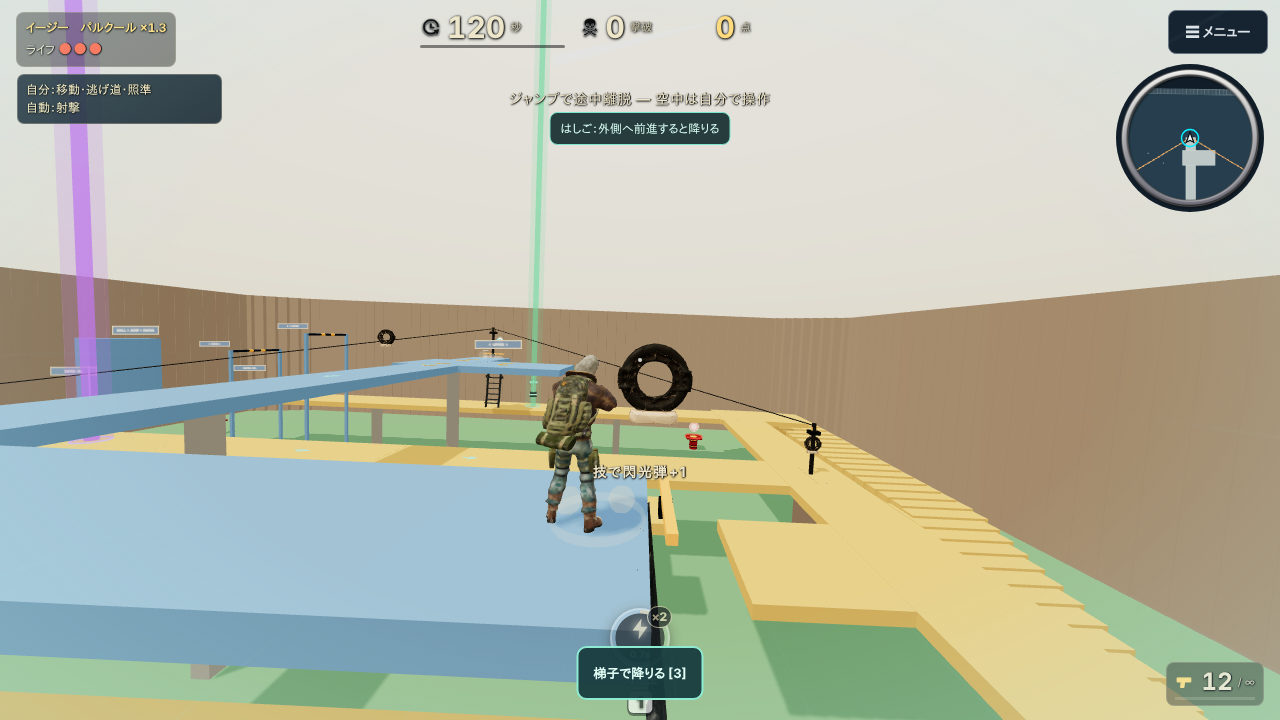 イージー パルクール ×1.3
ライフ
自分:移動・逃げ道・照準
自動:射撃
120 秒
0 撃破
0 点
メニュー
ジャンプで途中離脱 — 空中は自分で操作
はしご:外側へ前進すると降りる
技で閃光弾+1
×2
梯子で降りる [3]
12 / ∞